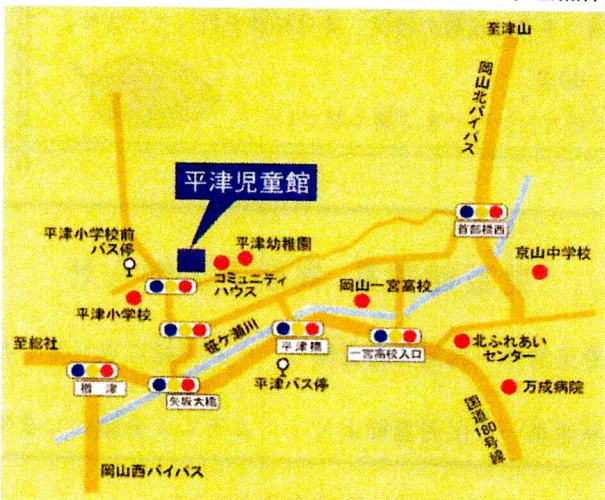 至津山
岡山北バイパス
平津児童館
首部橋西
平津小学校前
バス停
平津幼稚園
コミュニティ
ハウス
京山中学校
平津小学校
岡山一宮高校
笹ケ瀬川
至総社
平津橋
一宮高校入口
北ふれあい
センター
楢津
矢坂大橋
平津バス停
万成病院
国道180号線
岡山西バイパス